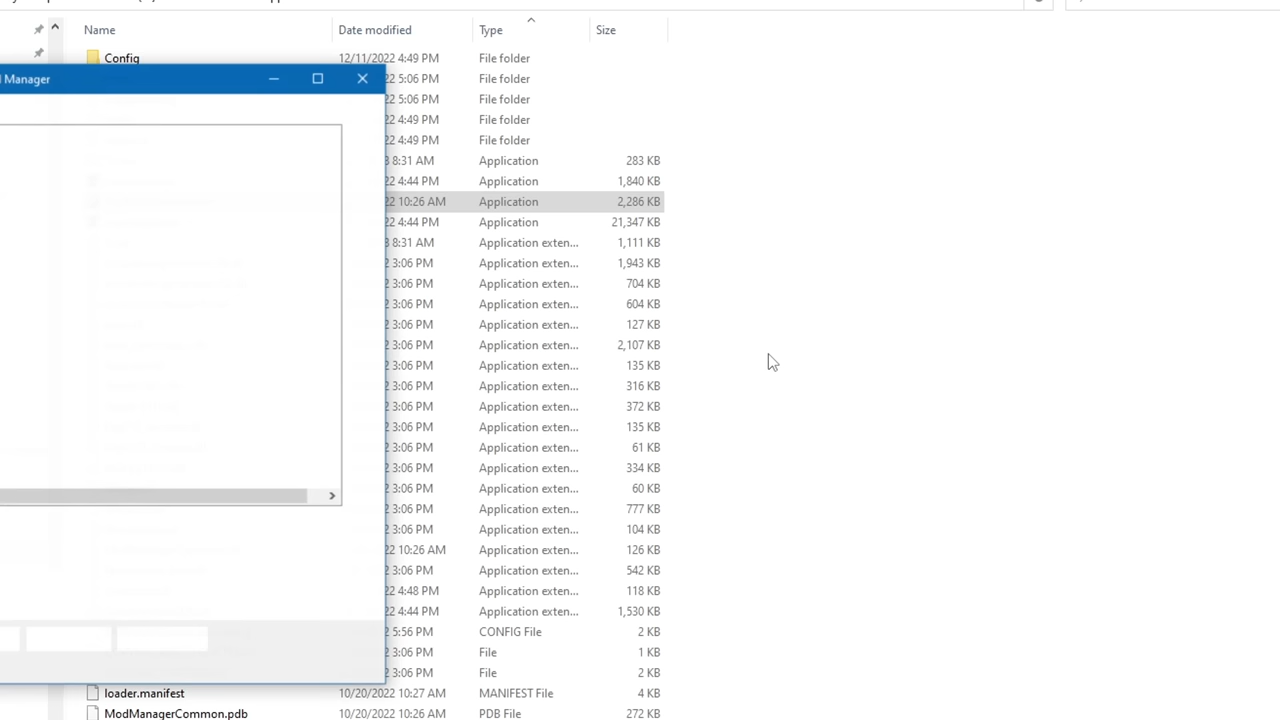 Name Date modified Type Size
Config 12/11/2022 4:49 PM File folder
Manager
22 5:06 PM File folder
22 5:06 PM File folder
22 4:49 PM File folder
22 4:49 PM File folder
3 8:31 AM Application 283 KB
22 4:44 PM Application 1,840 KB
22 10:26 AM Application 2,286 KB
22 4:44 PM Application 21,347 KB
3 8:31 AM Application exten... 1,111 KB
2 3:06 PM Application exten... 1,943 KB
2 3:06 PM Application exten... 704 KB
2 3:06 PM Application exten... 604 KB
2 3:06 PM Application exten... 127 KB
2 3:06 PM Application exten... 2,107 KB
2 3:06 PM Application exten... 135 KB
2 3:06 PM Application exten... 316 KB
2 3:06 PM Application exten... 372 KB
2 3:06 PM Application exten... 135 KB
2 3:06 PM Application exten... 61 KB
2 3:06 PM Application exten... 334 KB
2 3:06 PM Application exten... 60 KB
2 3:06 PM Application exten... 777 KB
2 3:06 PM Application exten... 104 KB
22 10:26 AM Application exten... 126 KB
2 3:06 PM Application exten... 542 KB
22 4:48 PM Application exten... 118 KB
22 4:44 PM Application exten... 1,530 KB
2 5:56 PM CONFIG File 2 KB
2 3:06 PM File 1 KB
2 3:06 PM File 2 KB
loader.manifest 10/20/2022 10:27 AM MANIFEST File 4 KB
ModManagerCommon.pdb 10/20/2022 10:26 AM PDB File 272 KB